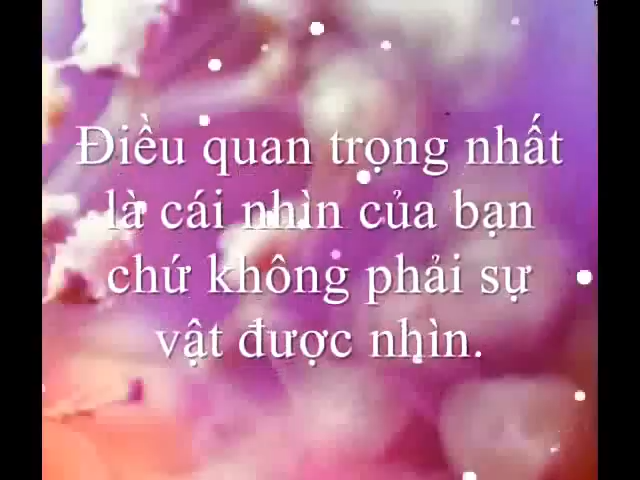 Điều quan trọng nhất
là cái nhìn của bạn
chứ không phải sự
vật được nhìn.